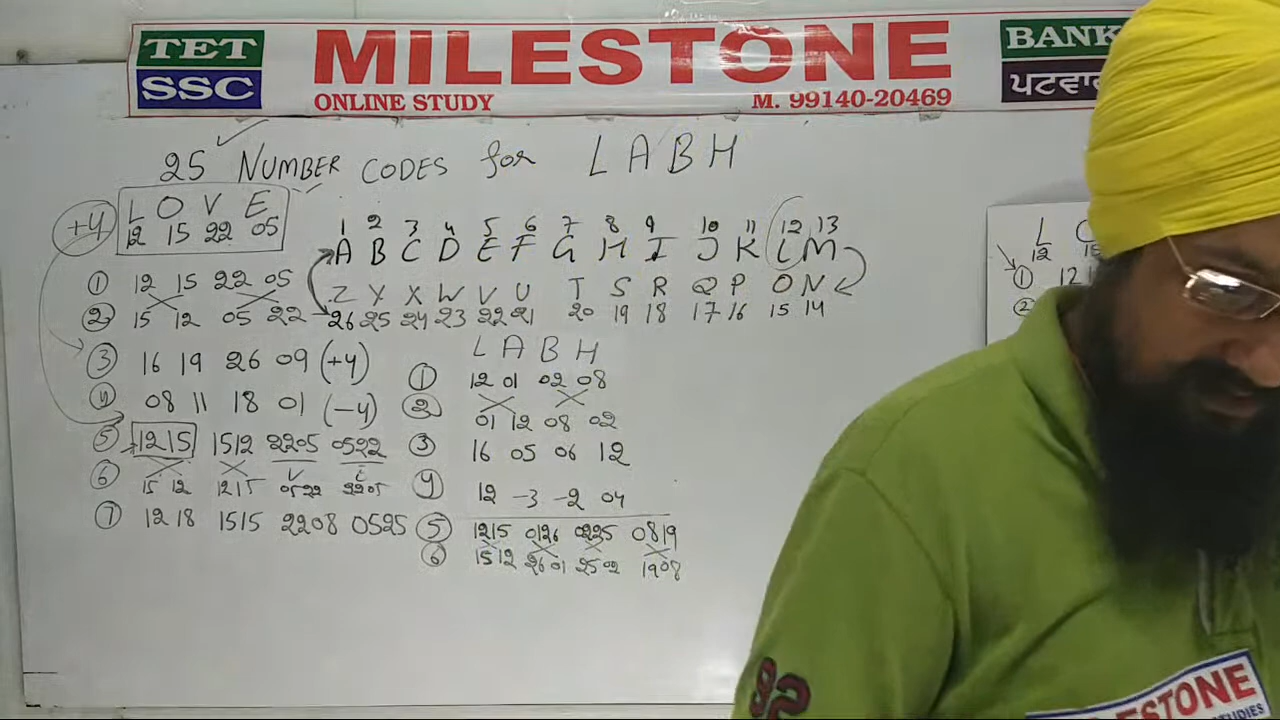 TET
SSC
MILESTONE
ONLINE STUDY
M. 99140-20469
BANK
ਪਟਵਾ
25 NUMBER CODES for L A B H
+4
L O V E
12 15 22 05
1 2 3 4 5 6 7 8 9 10 11 12 13
A B C D E F G H I J K L M
Z Y X W V U T S R Q P O N
26 25 24 23 22 21 20 19 18 17 16 15 14
① 12 15 22 05
② 15 12 05 22
③ 16 19 26 09 (+4)
④ 08 11 18 01 (-4)
⑤ 1215 1512 2205 0522
⑥ 15 12 1215 0522 2205
⑦ 1218 1515 2208 0525
L A B H
① 12 01 02 08
② 01 12 08 02
③ 16 05 06 12
④ 12 -3 -2 04
⑤ 1215 0126 0225 0819
⑥ 1512 2601 2502 1908
L
12
① 12
②
82
MILESTONE